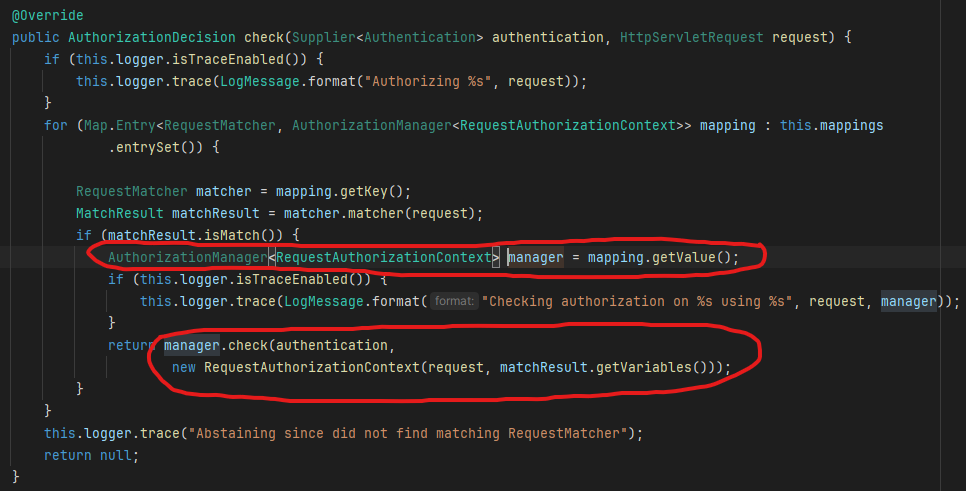 @Override
public AuthorizationDecision check(Supplier<Authentication> authentication, HttpServletRequest request) {
if (this.logger.isTraceEnabled()) {
this.logger.trace(LogMessage.format("Authorizing %s", request));
}
for (Map.Entry<RequestMatcher, AuthorizationManager<RequestAuthorizationContext>> mapping : this.mappings
.entrySet()) {
RequestMatcher matcher = mapping.getKey();
MatchResult matchResult = matcher.matcher(request);
if (matchResult.isMatch()) {
AuthorizationManager<RequestAuthorizationContext> manager = mapping.getValue();
if (this.logger.isTraceEnabled()) {
this.logger.trace(LogMessage.format( format: "Checking authorization on %s using %s", request, manager));
}
return manager.check(authentication,
new RequestAuthorizationContext(request, matchResult.getVariables()));
}
}
this.logger.trace("Abstaining since did not find matching RequestMatcher");
return null;
}